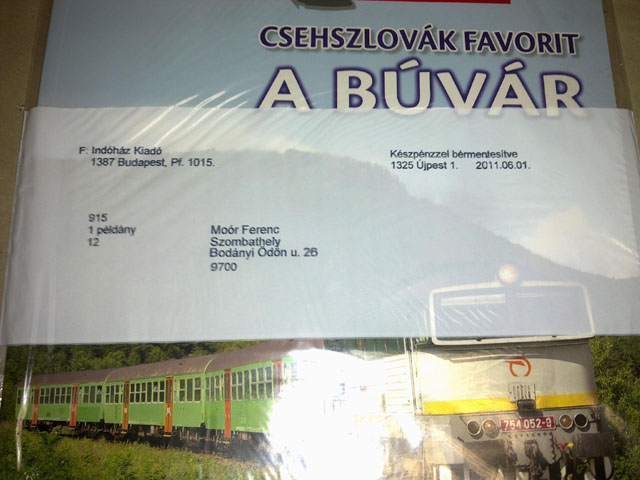 CSEHSZLOVÁK FAVORIT
A BÚVÁR
F: Indóház Kiadó
1387 Budapest, Pf. 1015.
Készpénzzel bérmentesítve
1325 Újpest 1. 2011.06.01.
915
1 példány
12
Moór Ferenc
Szombathely
Bodányi Ödön u. 26
9700
754 052-9